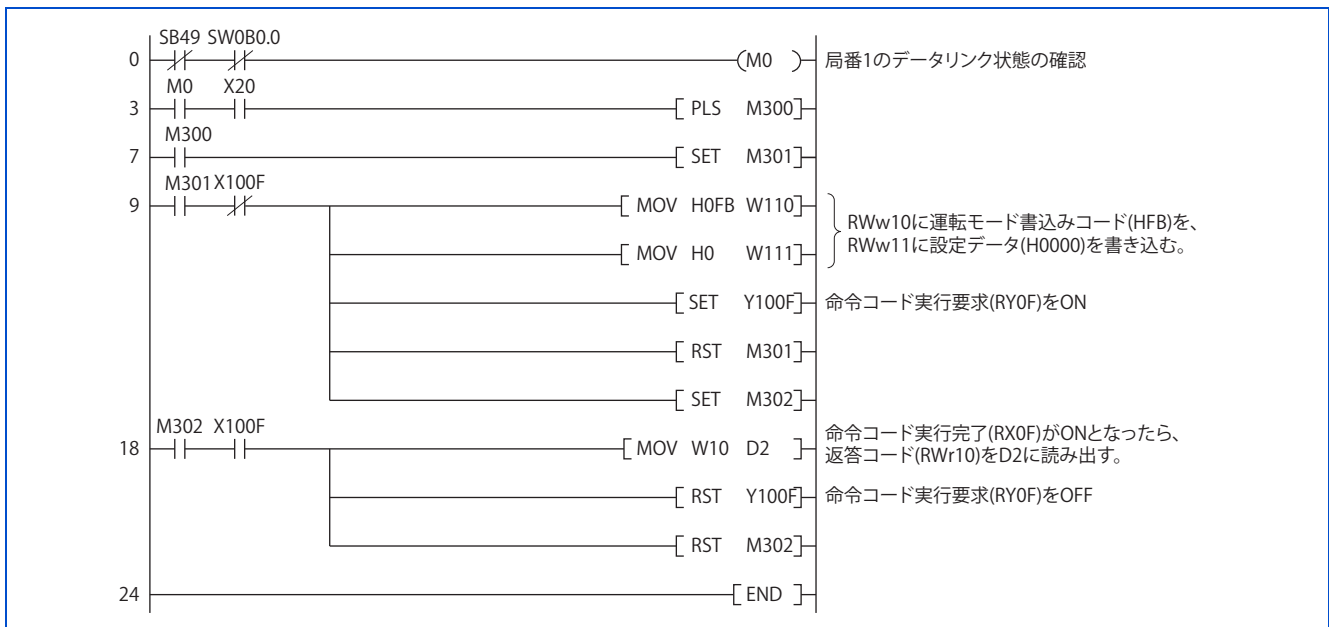 SB49 SW0B0.0
0 (M0 ) 局番1のデータリンク状態の確認
M0 X20
3 [ PLS M300]
M300
7 [ SET M301]
M301 X100F
9 [ MOV H0FB W110]
RWw10に運転モード書込みコード(HFB)を、
RWw11に設定データ(H0000)を書き込む。
[ MOV H0 W111]
[ SET Y100F] 命令コード実行要求(RY0F)をON
[ RST M301]
[ SET M302]
M302 X100F
18 [ MOV W10 D2 ] 命令コード実行完了(RX0F)がONとなったら、
返答コード(RWr10)をD2に読み出す。
[ RST Y100F] 命令コード実行要求(RY0F)をOFF
[ RST M302]
24 [ END ]